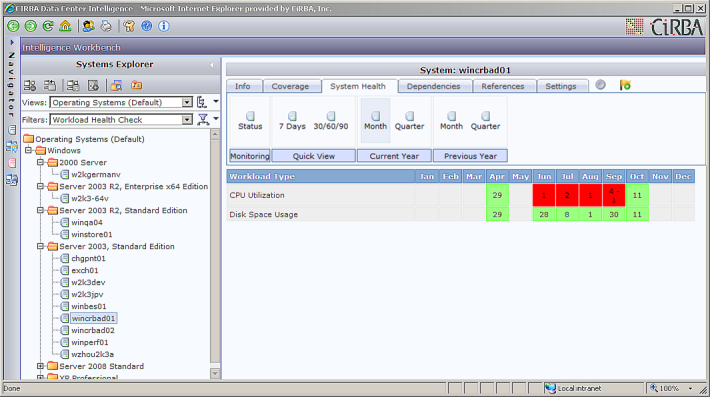 CiRBA Data Center Intelligence - Microsoft Internet Explorer provided by CiRBA, Inc.
CiRBA
Intelligence Workbench
Navigator
Systems Explorer
Views: Operating Systems (Default)
Filters: Workload Health Check
Operating Systems (Default)
Windows
2000 Server
w2kgermanv
Server 2003 R2, Enterprise x64 Edition
w2k3-64v
Server 2003 R2, Standard Edition
winqa04
winstore01
Server 2003, Standard Edition
chgpnt01
exch01
w2k3dev
w2k3jpv
winbes01
wincrbad01
wincrbad02
winperf01
wzhou2k3a
Server 2008 Standard
XP Professional
System: wincrbad01
Info Coverage System Health Dependencies References Settings
Status 7 Days 30/60/90 Month Quarter Month Quarter
Monitoring Quick View Current Year Previous Year
Workload Type Jan Feb Mar Apr May Jun Jul Aug Sep Oct Nov Dec
CPU Utilization 29 1 2 1 4 - 1 11
Disk Space Usage 29 28 8 1 30 11
Done Local intranet 100%